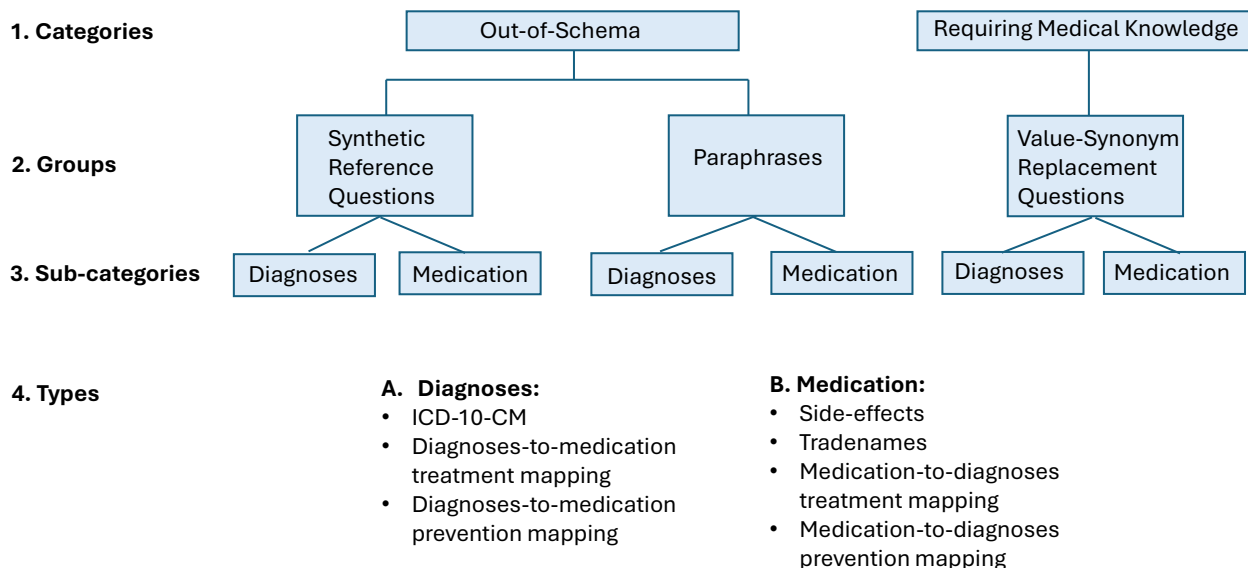 1. Categories
Out-of-Schema
Requiring Medical Knowledge
2. Groups
Synthetic
Reference
Questions
Paraphrases
Value-Synonym
Replacement
Questions
3. Sub-categories
Diagnoses
Medication
Diagnoses
Medication
Diagnoses
Medication
4. Types
A. Diagnoses:
• ICD-10-CM
• Diagnoses-to-medication
treatment mapping
• Diagnoses-to-medication
prevention mapping
B. Medication:
• Side-effects
• Tradenames
• Medication-to-diagnoses
treatment mapping
• Medication-to-diagnoses
prevention mapping